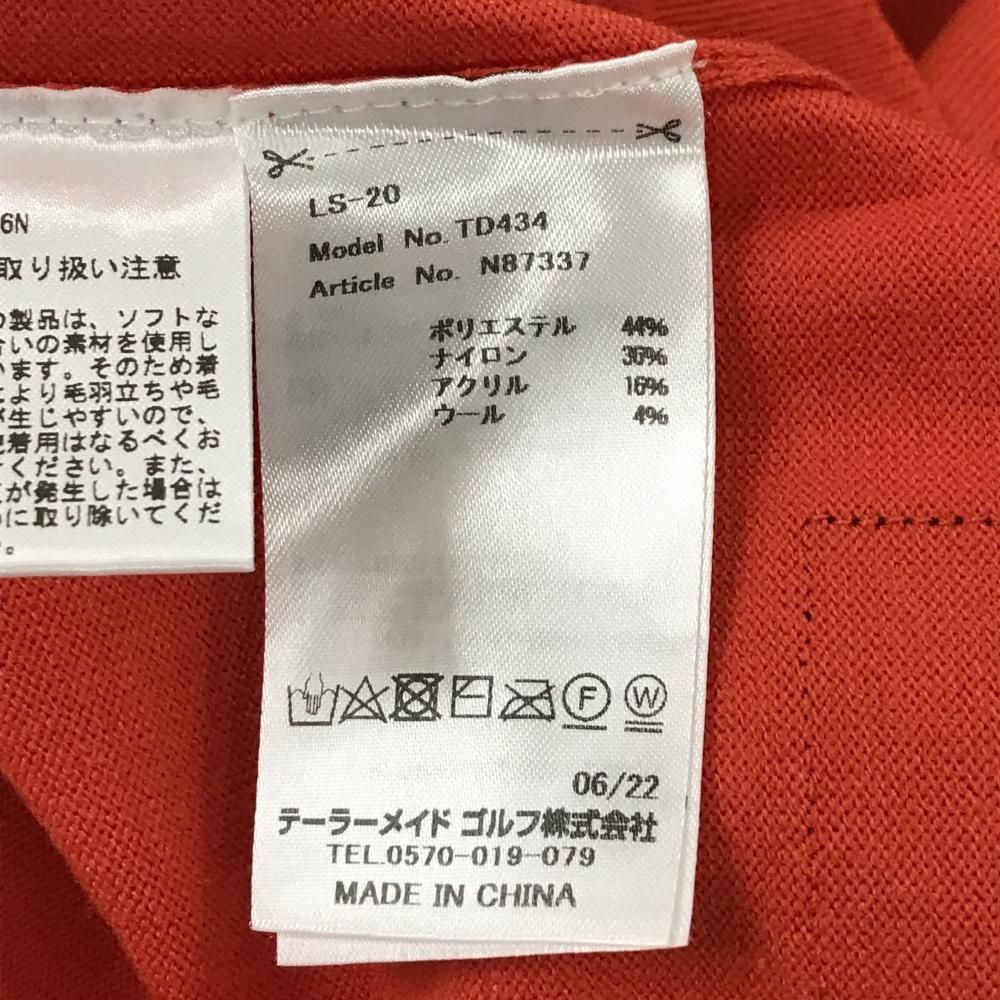 6N
取り扱い注意
の製品は、ソフトな
合いの素材を使用し
います。そのため着
により毛羽立ちや毛
が生じやすいので、
着用はなるべくお
ください。また、
が発生した場合は
に取り除いてくだ
。
LS-20
Model No. TD434
Article No. N87337
ポリエステル 44%
ナイロン 36%
アクリル 16%
ウール 4%
F
W
06/22
テーラーメイド ゴルフ株式会社
TEL.0570-019-079
MADE IN CHINA